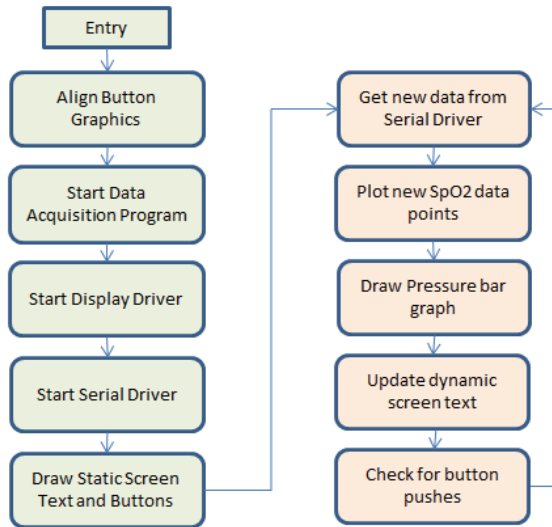 Entry
Align Button
Graphics
Start Data
Acquisition Program
Start Display Driver
Start Serial Driver
Draw Static Screen
Text and Buttons
Get new data from
Serial Driver
Plot new SpO2 data
points
Draw Pressure bar
graph
Update dynamic
screen text
Check for button
pushes